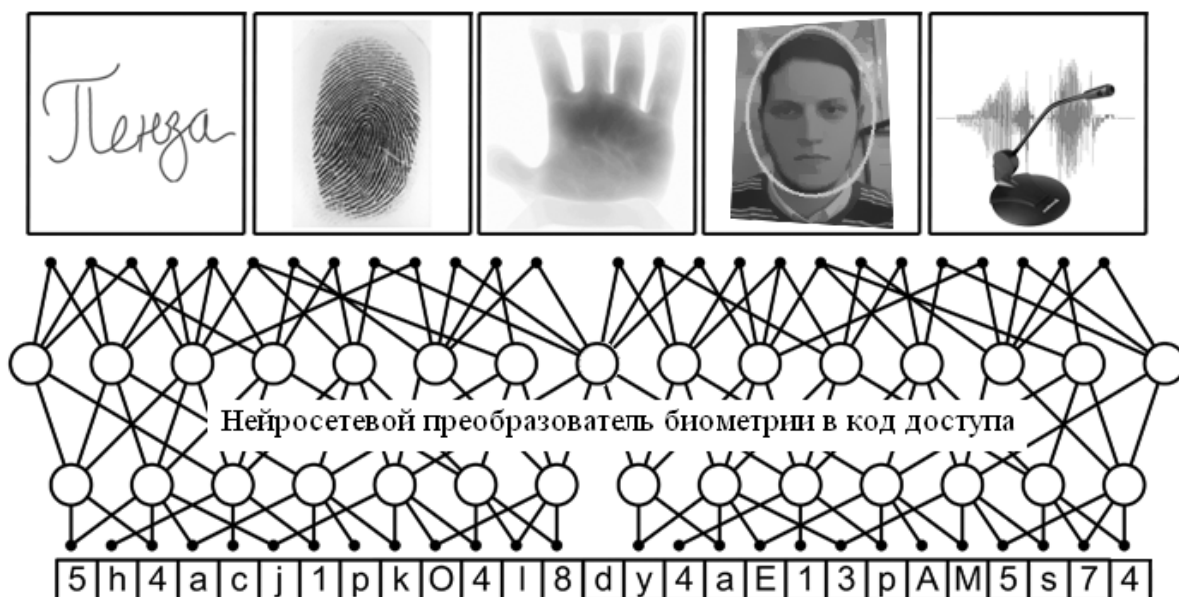 Пенза
Нейросетевой преобразователь биометрии в код доступа
5 h 4 a c j 1 p k O 4 l 8 d y 4 a E 1 3 p A M 5 s 7 4